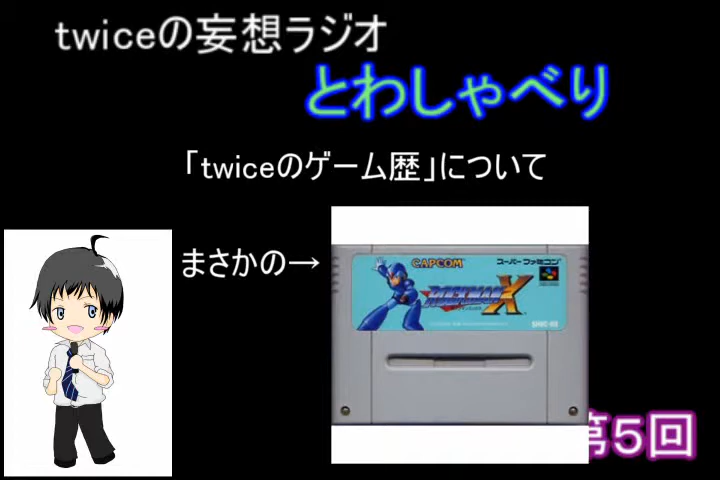 twiceの妄想ラジオ
とわしゃべり
「twiceのゲーム歴」について
まさかの→
CAPCOM
スーパーファミコン
ROCKMAN X
第5回